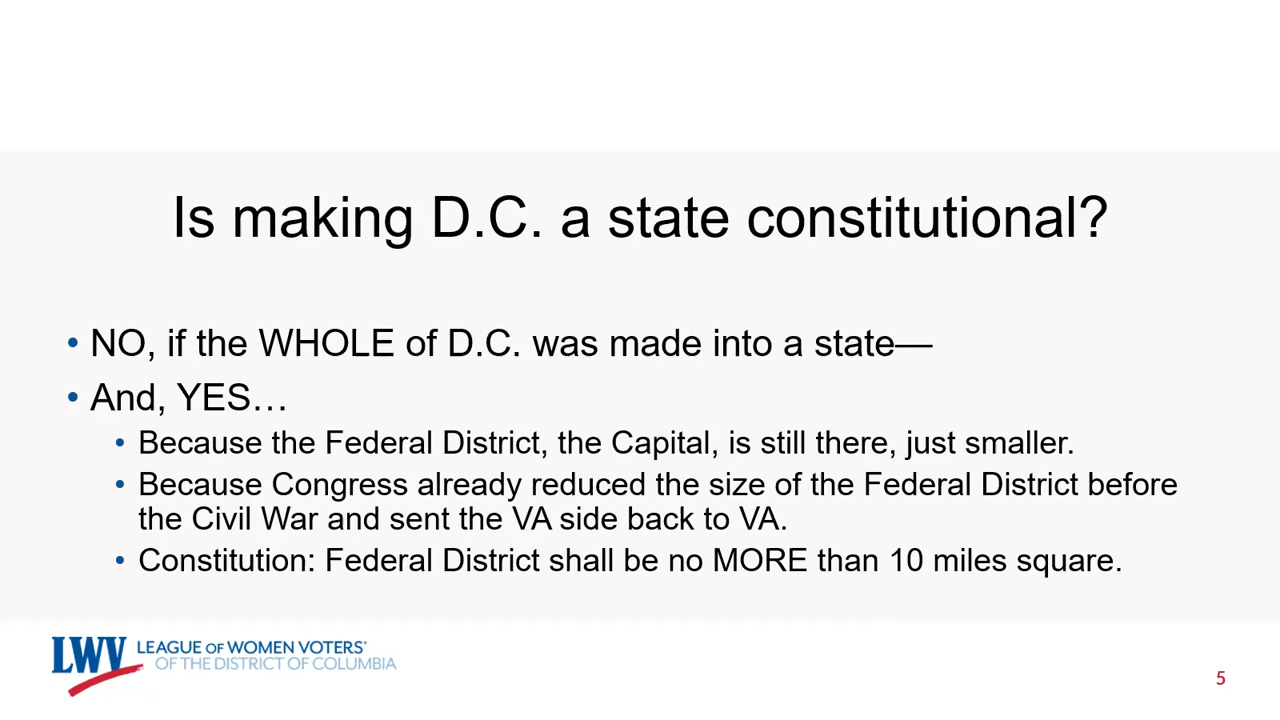 Is making D.C. a state constitutional?
• NO, if the WHOLE of D.C. was made into a state—
• And, YES…
• Because the Federal District, the Capital, is still there, just smaller.
• Because Congress already reduced the size of the Federal District before
the Civil War and sent the VA side back to VA.
• Constitution: Federal District shall be no MORE than 10 miles square.
LWV LEAGUE OF WOMEN VOTERS®
OF THE DISTRICT OF COLUMBIA
5